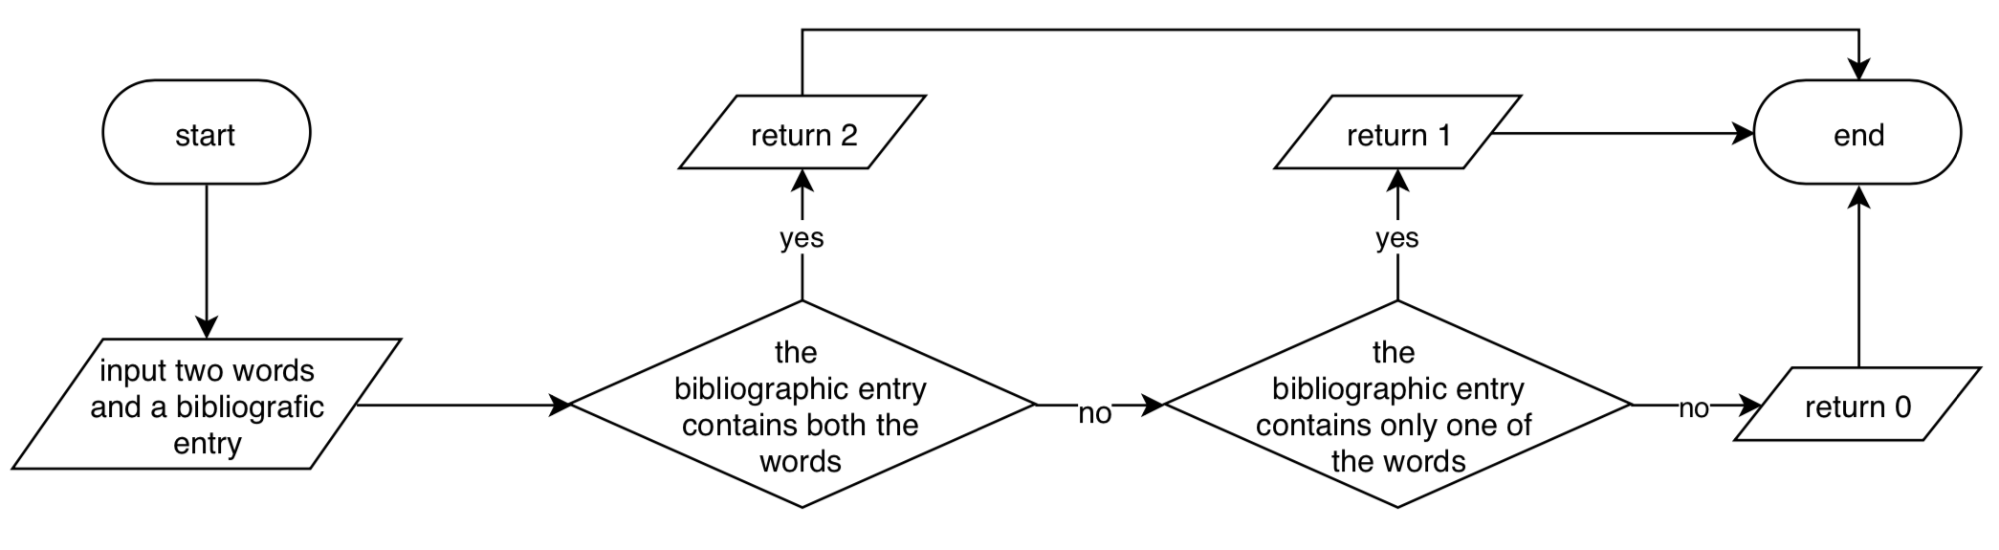 start
input two words
and a bibliografic
entry
the
bibliographic entry
contains both the
words
yes
return 2
no
the
bibliographic entry
contains only one of
the words
yes
return 1
no
return 0
end